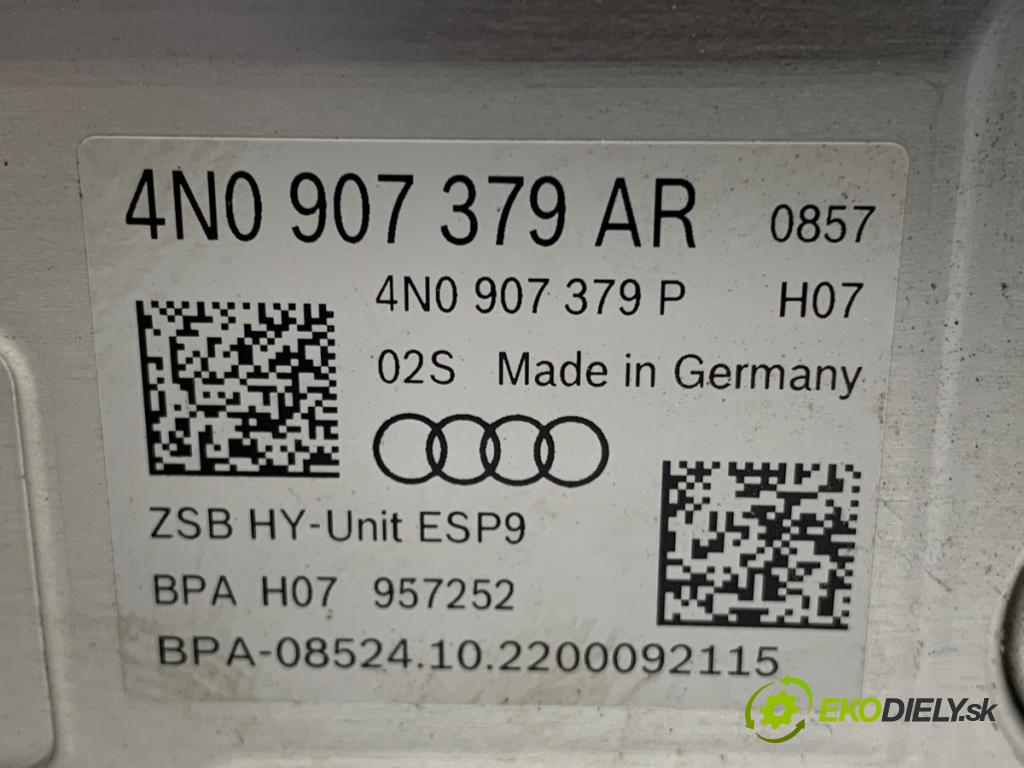 4N0 907 379 AR 0857
4N0 907 379 P H07
02S Made in Germany
ZSB HY-Unit ESP9
BPA H07 957252
BPA-08524.10.2200092115
EKODIELY.sk